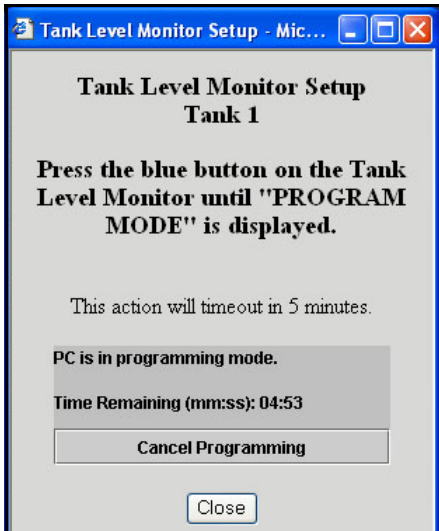 Tank Level Monitor Setup - Mic...
Tank Level Monitor Setup
Tank 1
Press the blue button on the Tank
Level Monitor until "PROGRAM
MODE" is displayed.
This action will timeout in 5 minutes.
PC is in programming mode.
Time Remaining (mm:ss): 04:53
Cancel Programming
Close